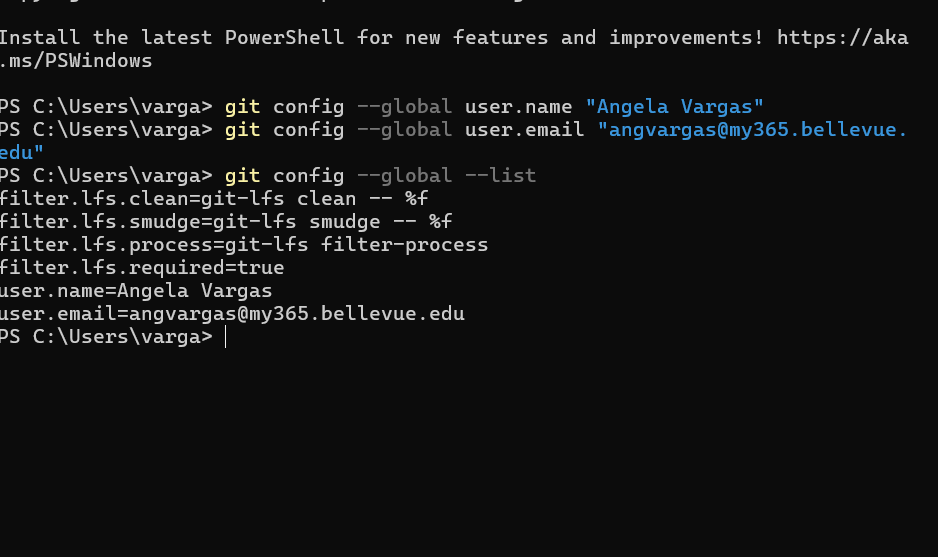 Install the latest PowerShell for new features and improvements! https://aka
.ms/PSWindows
PS C:\Users\varga> git config --global user.name "Angela Vargas"
PS C:\Users\varga> git config --global user.email "angvargas@my365.bellevue.
edu"
PS C:\Users\varga> git config --global --list
filter.lfs.clean=git-lfs clean -- %f
filter.lfs.smudge=git-lfs smudge -- %f
filter.lfs.process=git-lfs filter-process
filter.lfs.required=true
user.name=Angela Vargas
user.email=angvargas@my365.bellevue.edu
PS C:\Users\varga>